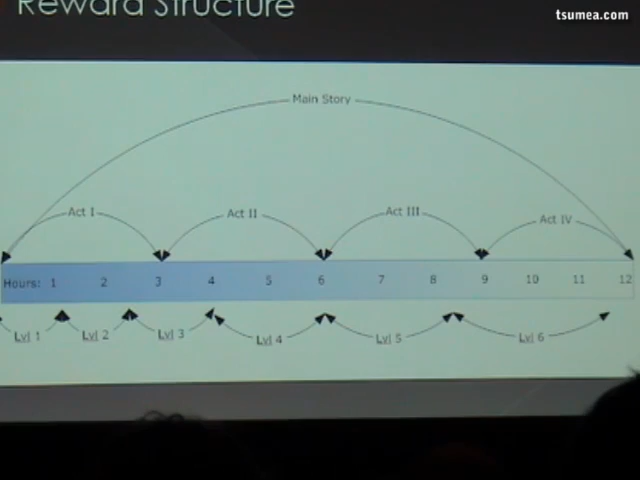 Reward Structure
tsumea.com
Main Story
Act I Act II Act III Act IV
Hours: 1 2 3 4 5 6 7 8 9 10 11 12
Lvl 1 Lvl 2 Lvl 3 Lvl 4 Lvl 5 Lvl 6